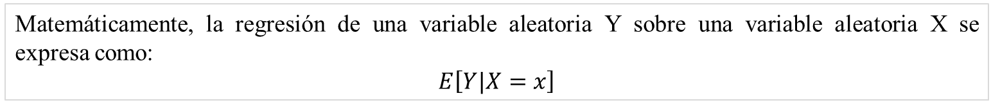 Matemáticamente, la regresión de una variable aleatoria Y sobre una variable aleatoria X se
expresa como:
E[Y|X = x]